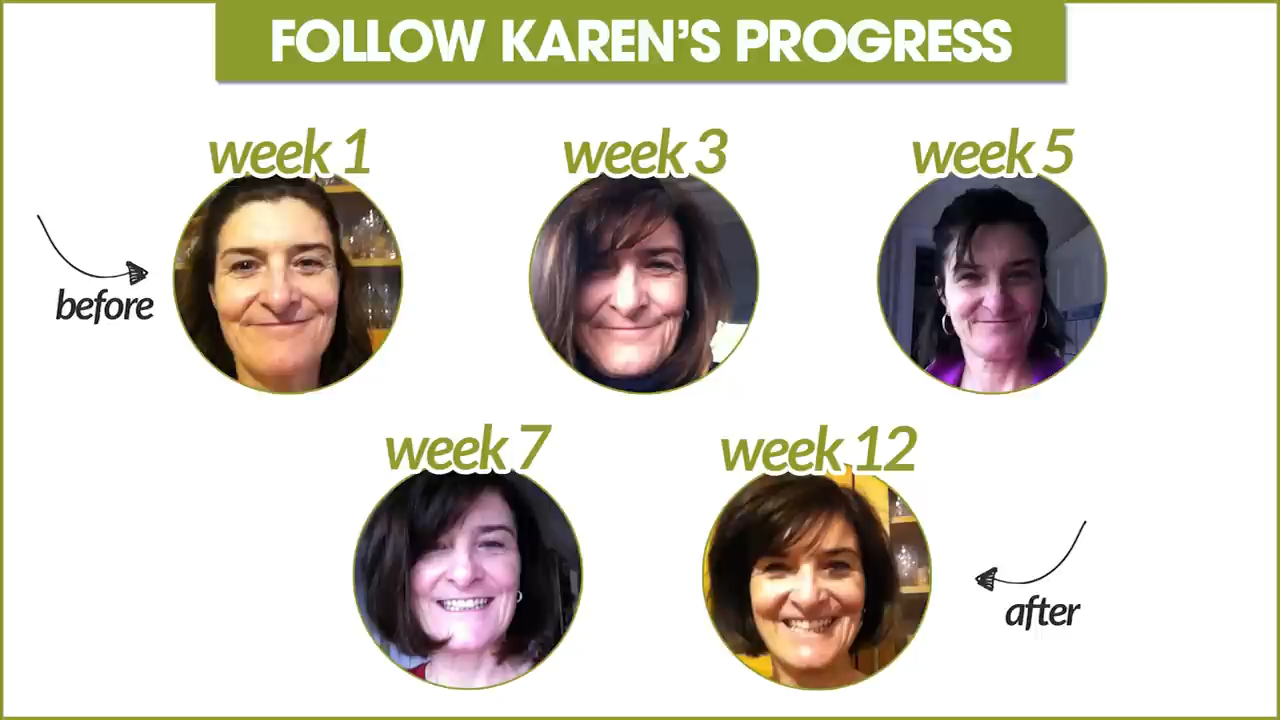 FOLLOW KAREN'S PROGRESS
week 1
week 3
week 5
before
week 7
week 12
after